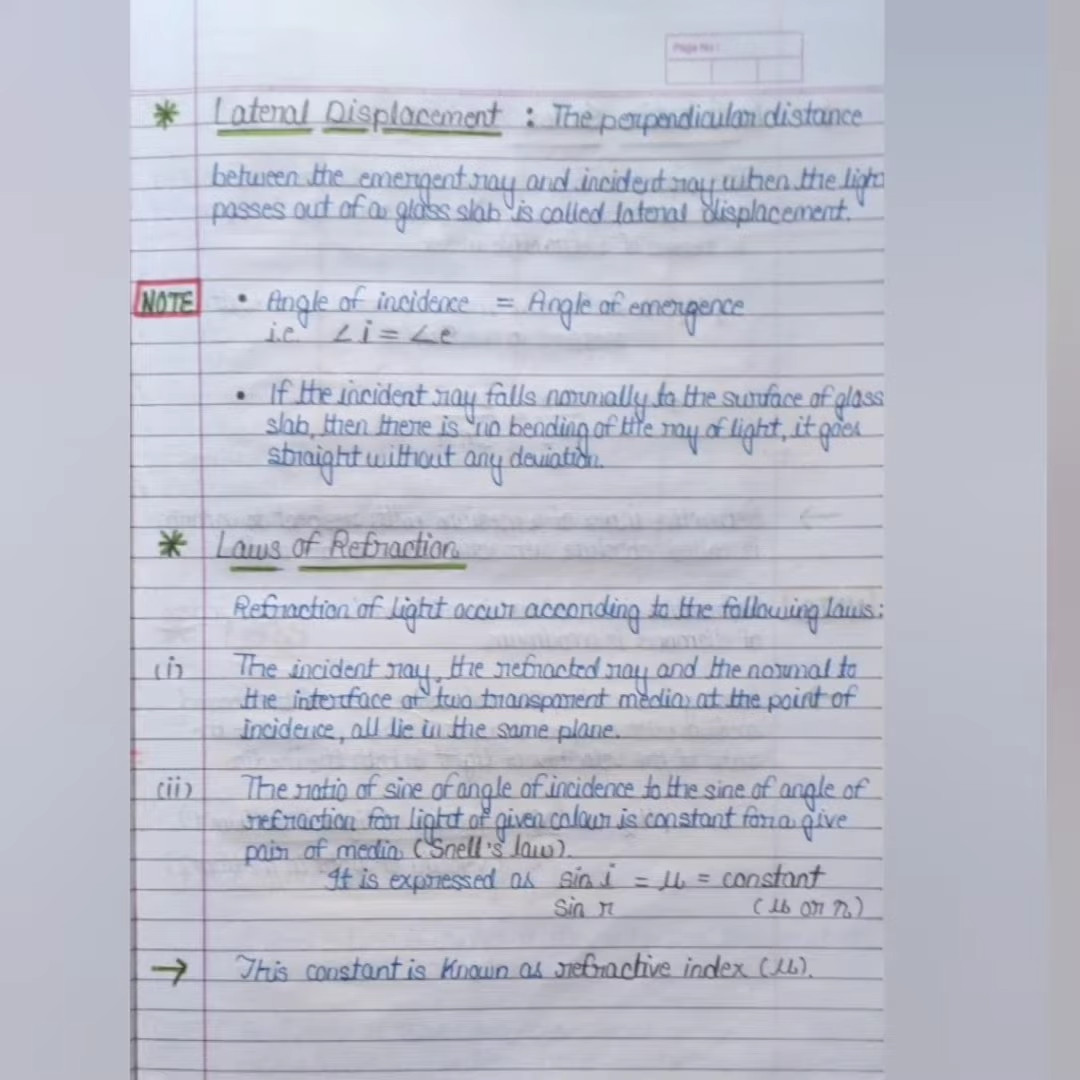 Page No :
* Lateral Displacement : The perpendicular distance
between the emergent ray and incident ray when the light
passes out of a glass slab is called lateral displacement.
NOTE • Angle of incidence = Angle of emergence
i.e. ∠i = ∠e
• If the incident ray falls normally to the surface of glass
slab, then there is no bending of the ray of light, it goes
straight without any deviation.
* Laws of Refraction
Refraction of light occur according to the following laws:
(i) The incident ray, the refracted ray and the normal to
the interface of two transparent media at the point of
incidence, all lie in the same plane.
(ii) The ratio of sine of angle of incidence to the sine of angle of
refraction for light of given colour is constant for a give
pair of media (Snell's law).
It is expressed as sin i = μ = constant
sin r (μ or n)
→ This constant is known as refractive index (μ).